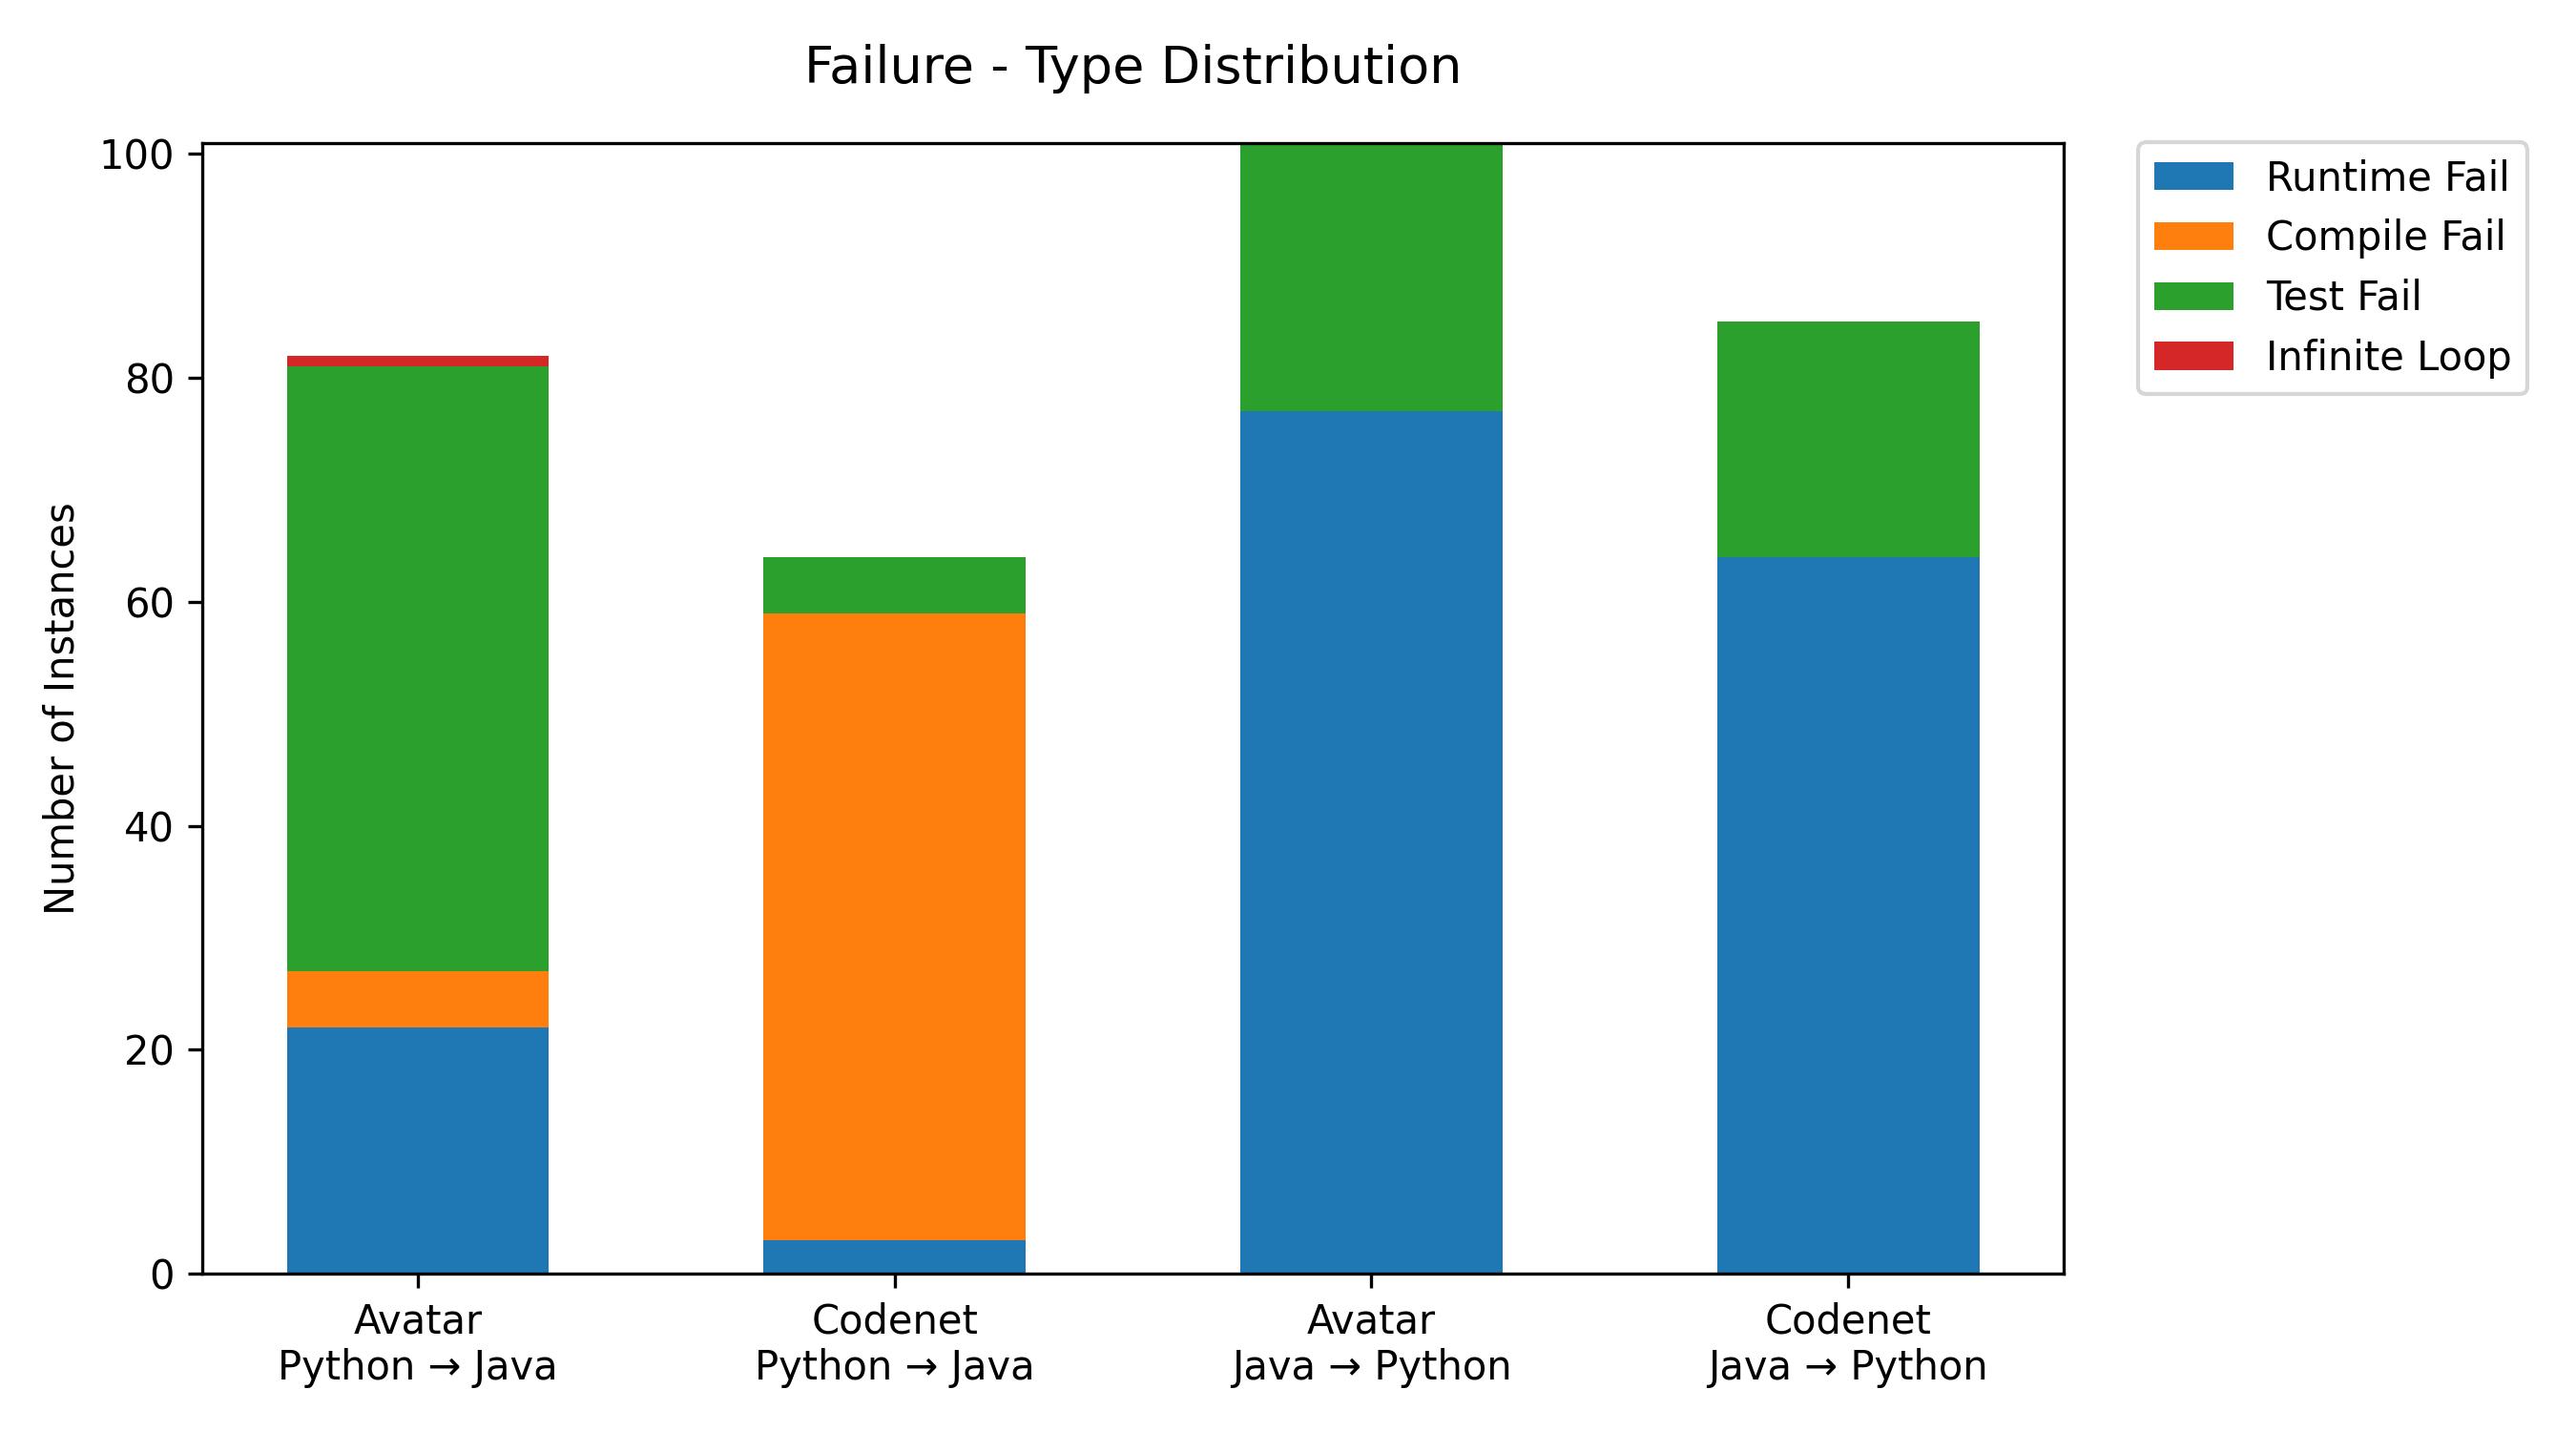 Failure - Type Distribution
Number of Instances
100
80
60
40
20
0
Avatar
Python → Java
Codenet
Python → Java
Avatar
Java → Python
Codenet
Java → Python
Runtime Fail
Compile Fail
Test Fail
Infinite Loop